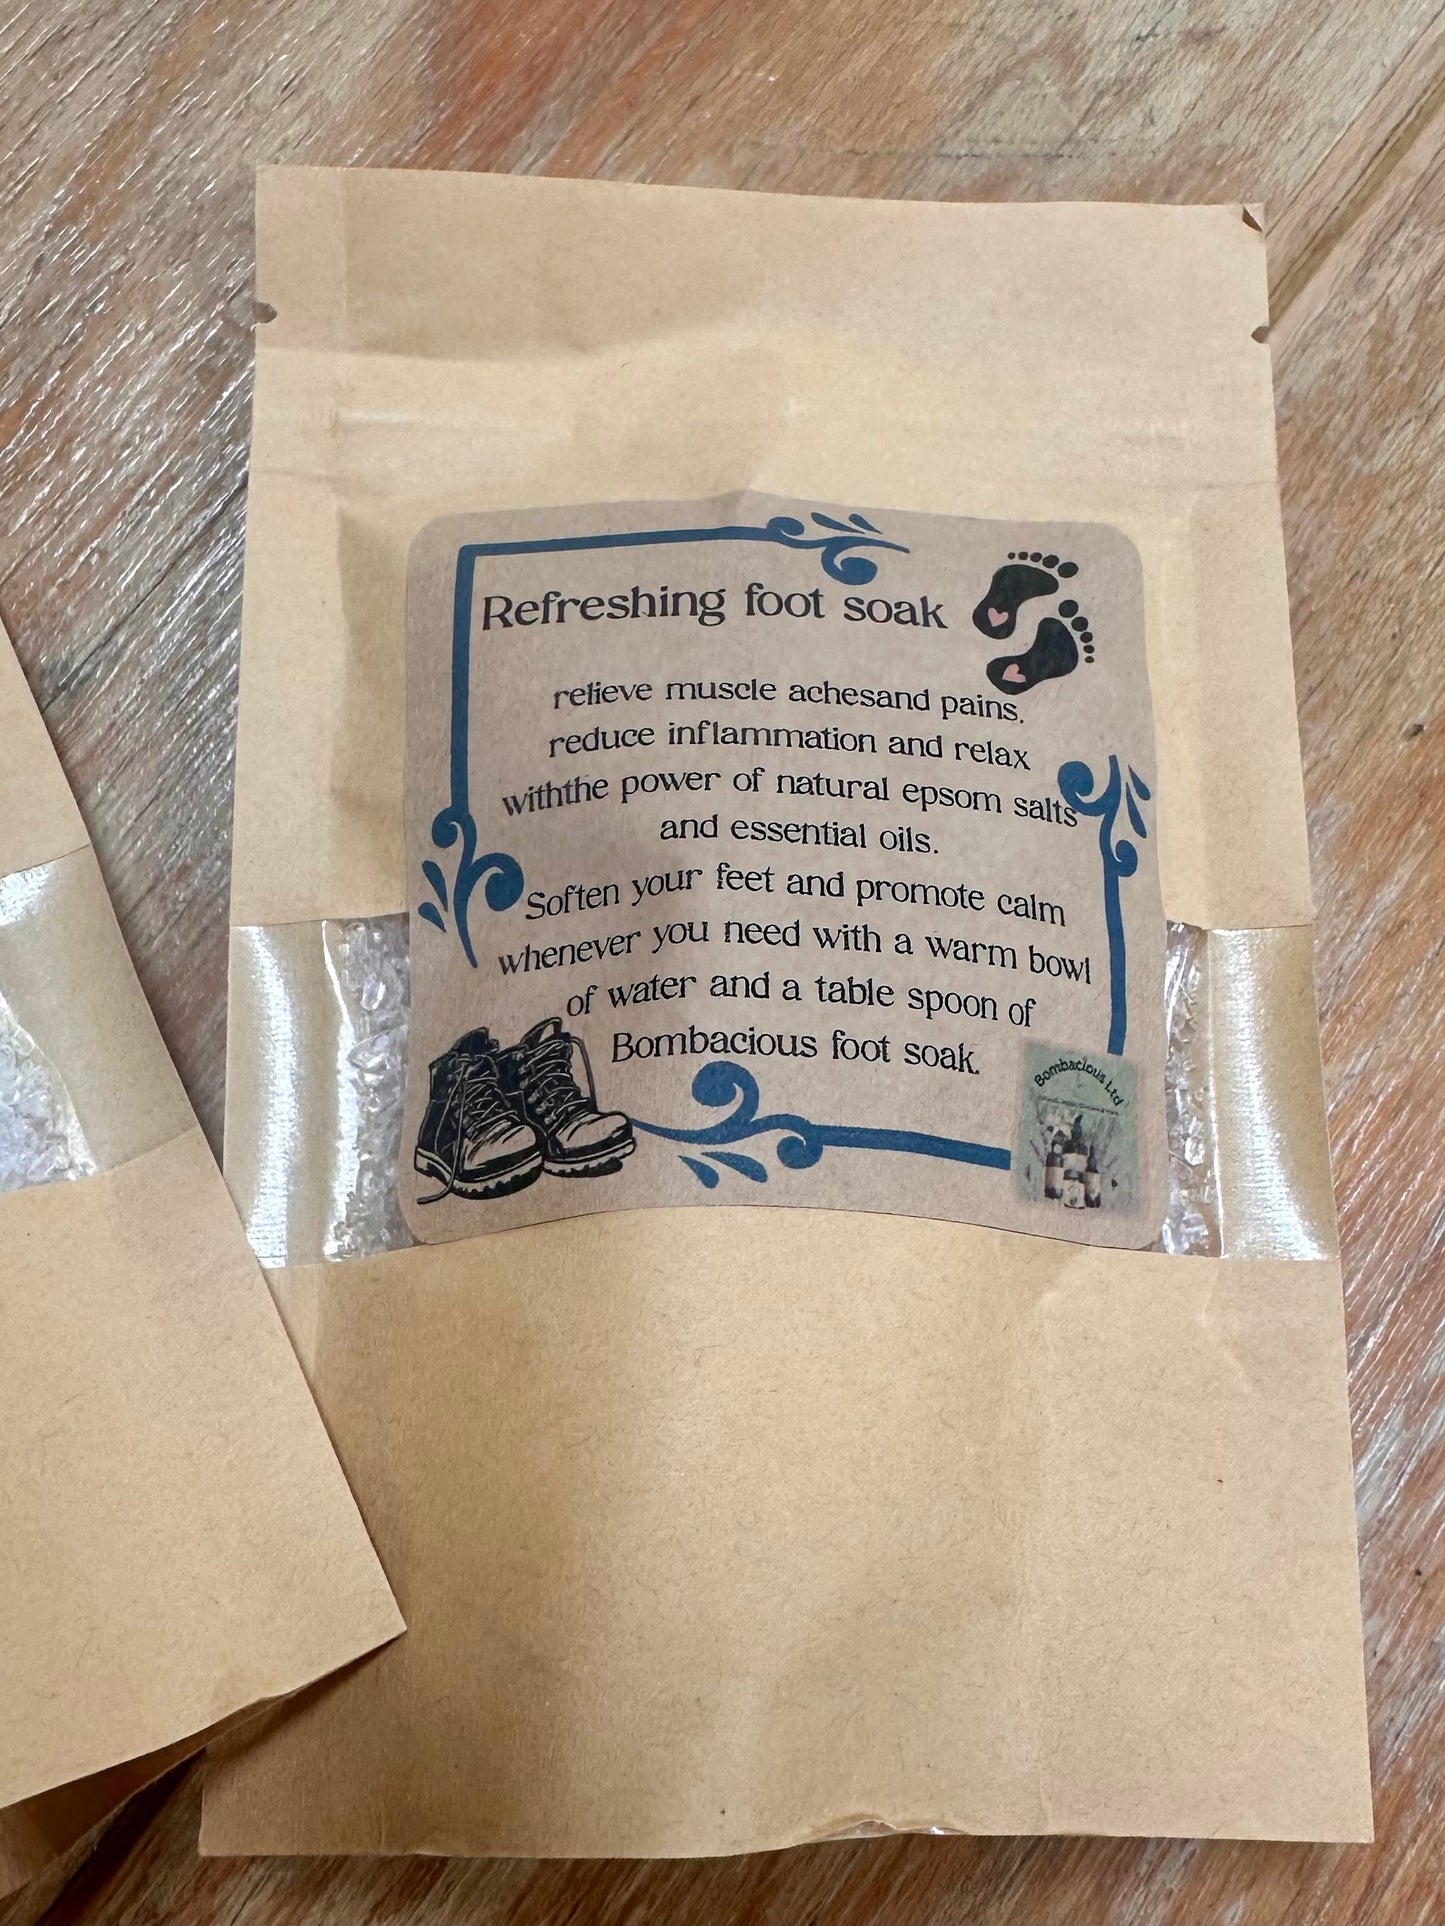 Refreshing foot soak
relieve muscle achesand pains,
reduce inflammation and relax
withthe power of natural epsom salts
and essential oils.
Soften your feet and promote calm
whenever you need with a warm bowl
of water and a table spoon of
Bombacious foot soak.
Bombacious Ltd